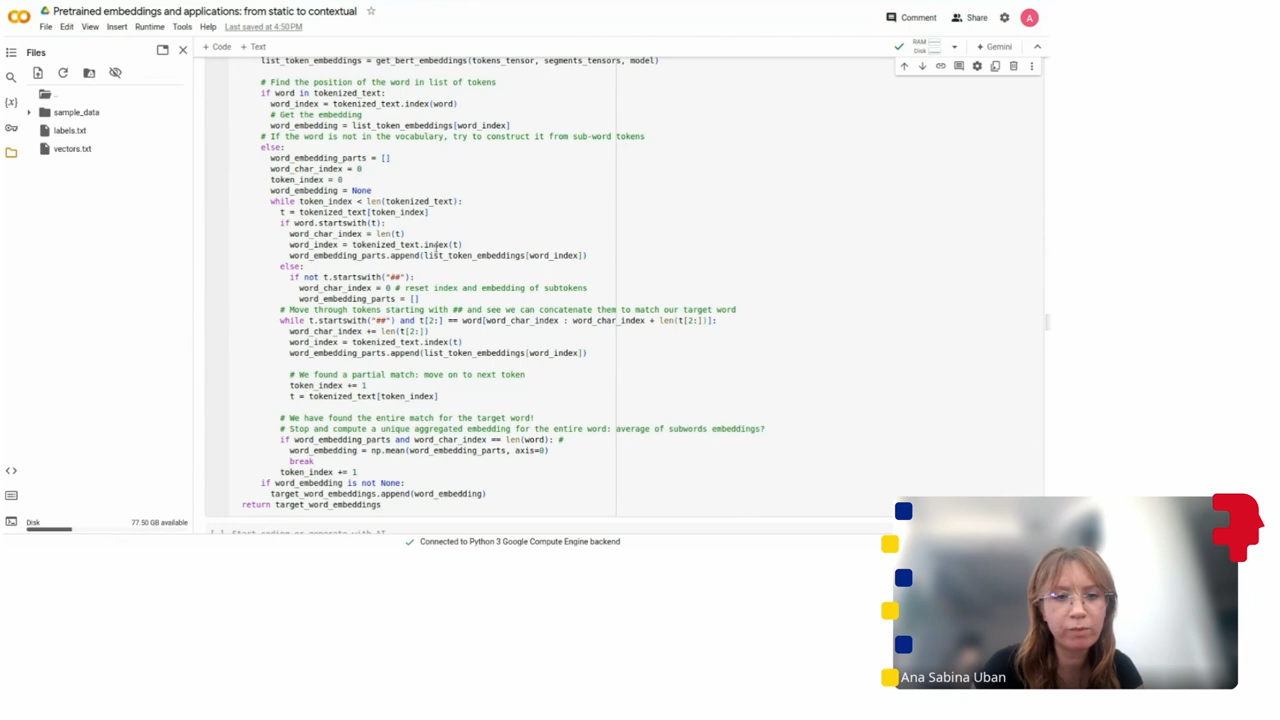 Pretrained embeddings and applications: from static to contextual
File Edit View Insert Runtime Tools Help Last saved at 4:50PM
Comment Share A
Files
+ Code + Text
RAM
Disk
Gemini
..
sample_data
labels.txt
vectors.txt
list_token_embeddings = get_bert_embeddings(tokens_tensor, segments_tensors, model)
# Find the position of the word in list of tokens
if word in tokenized_text:
word_index = tokenized_text.index(word)
# Get the embedding
word_embedding = list_token_embeddings[word_index]
# If the word is not in the vocabulary, try to construct it from sub-word tokens
else:
word_embedding_parts = []
word_char_index = 0
token_index = 0
word_embedding = None
while token_index < len(tokenized_text):
t = tokenized_text[token_index]
if word.startswith(t):
word_char_index = len(t)
word_index = tokenized_text.index(t)
word_embedding_parts.append(list_token_embeddings[word_index])
else:
if not t.startswith("##"):
word_char_index = 0 # reset index and embedding of subtokens
word_embedding_parts = []
# Move through tokens starting with ## and see we can concatenate them to match our target word
while t.startswith("##") and t[2:] == word[word_char_index : word_char_index + len(t[2:])]:
word_char_index += len(t[2:])
word_index = tokenized_text.index(t)
word_embedding_parts.append(list_token_embeddings[word_index])
# We found a partial match: move on to next token
token_index += 1
t = tokenized_text[token_index]
# We have found the entire match for the target word!
# Stop and compute a unique aggregated embedding for the entire word: average of subwords embeddings?
if word_embedding_parts and word_char_index == len(word): #
word_embedding = np.mean(word_embedding_parts, axis=0)
break
token_index += 1
if word_embedding is not None:
target_word_embeddings.append(word_embedding)
return target_word_embeddings
[ ] Start coding or generate with AI.
Disk 77.50 GB available
Connected to Python 3 Google Compute Engine backend
Ana Sabina Uban